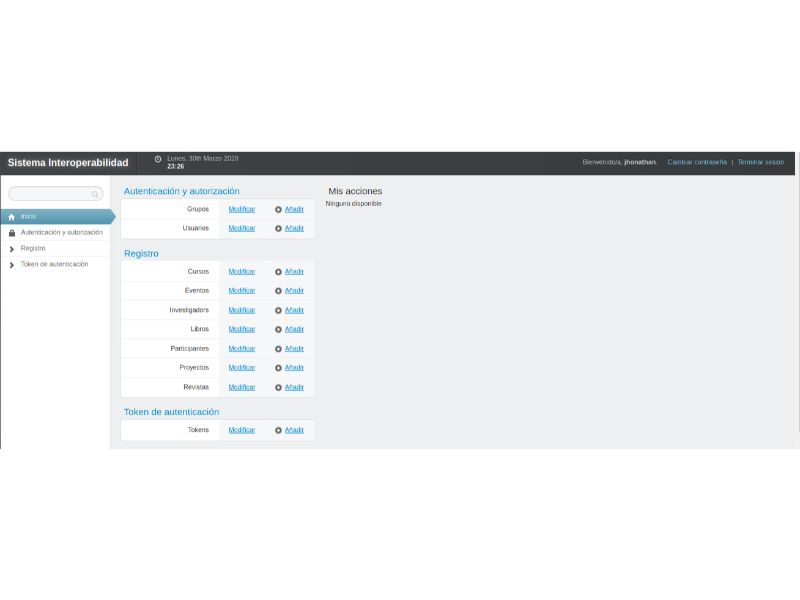 Sistema Interoperabilidad
Lunes, 30th Marzo 2020
23:26
Bienvenido/a, jhonathan. Cambiar contraseña | Terminar sesión
Inicio
Autenticación y autorización
Registro
Token de autenticación
Autenticación y autorización
Grupos Modificar Añadir
Usuarios Modificar Añadir
Registro
Cursos Modificar Añadir
Eventos Modificar Añadir
Investigadors Modificar Añadir
Libros Modificar Añadir
Participantes Modificar Añadir
Proyectos Modificar Añadir
Revistas Modificar Añadir
Token de autenticación
Tokens Modificar Añadir
Mis acciones
Ninguno disponible